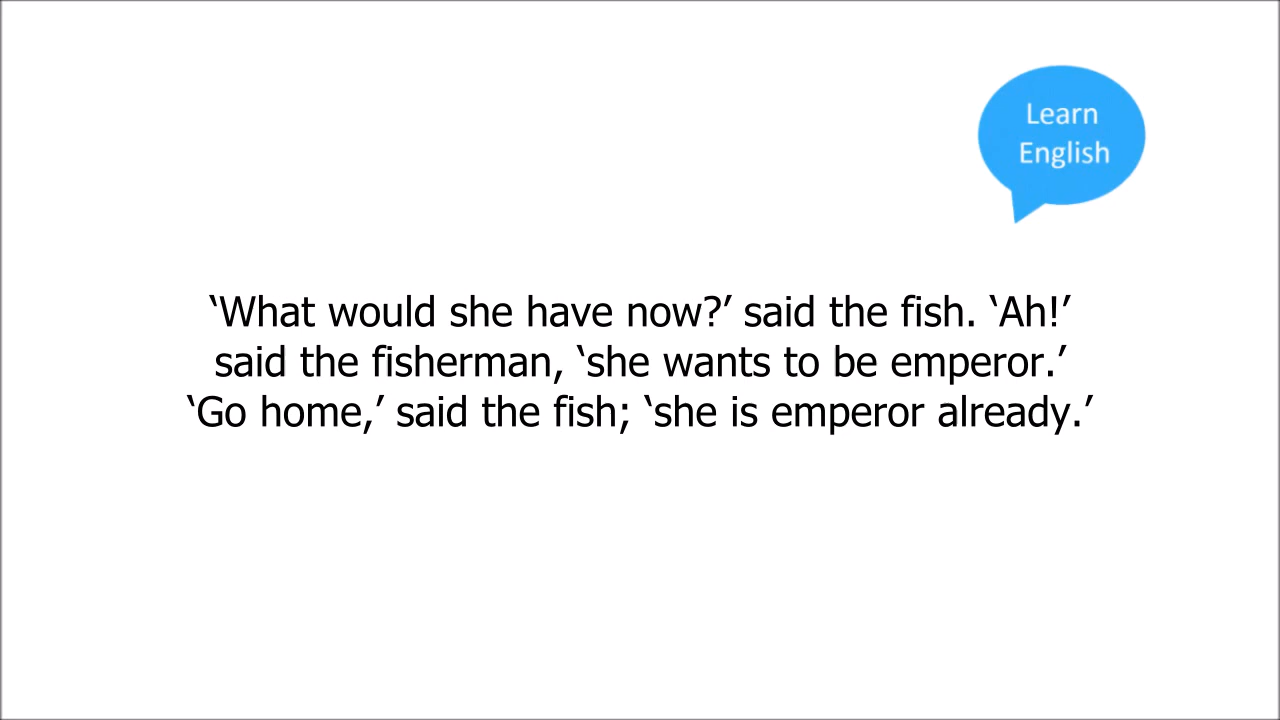 Learn
English
‘What would she have now?’ said the fish. ‘Ah!’
said the fisherman, ‘she wants to be emperor.’
‘Go home,’ said the fish; ‘she is emperor already.’